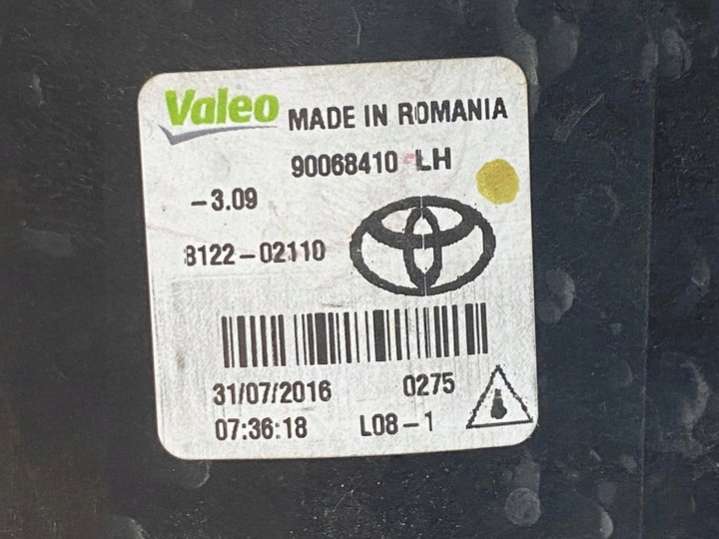 Valeo MADE IN ROMANIA
90068410 LH
-3.09
8122-02110
31/07/2016 0275
07:36:18 L08-1